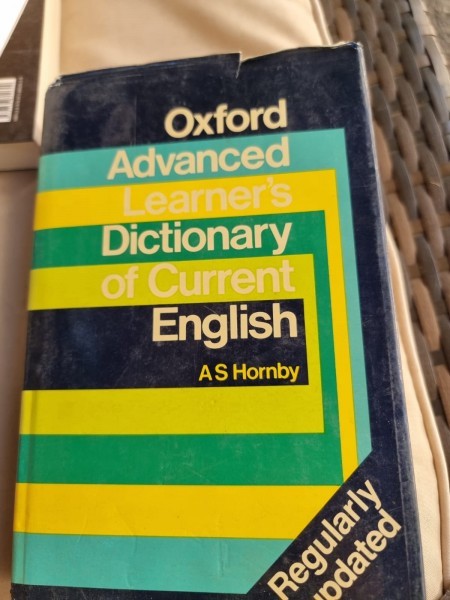 Oxford
Advanced
Learner's
Dictionary
of Current
English
A S Hornby
Regularly
updated